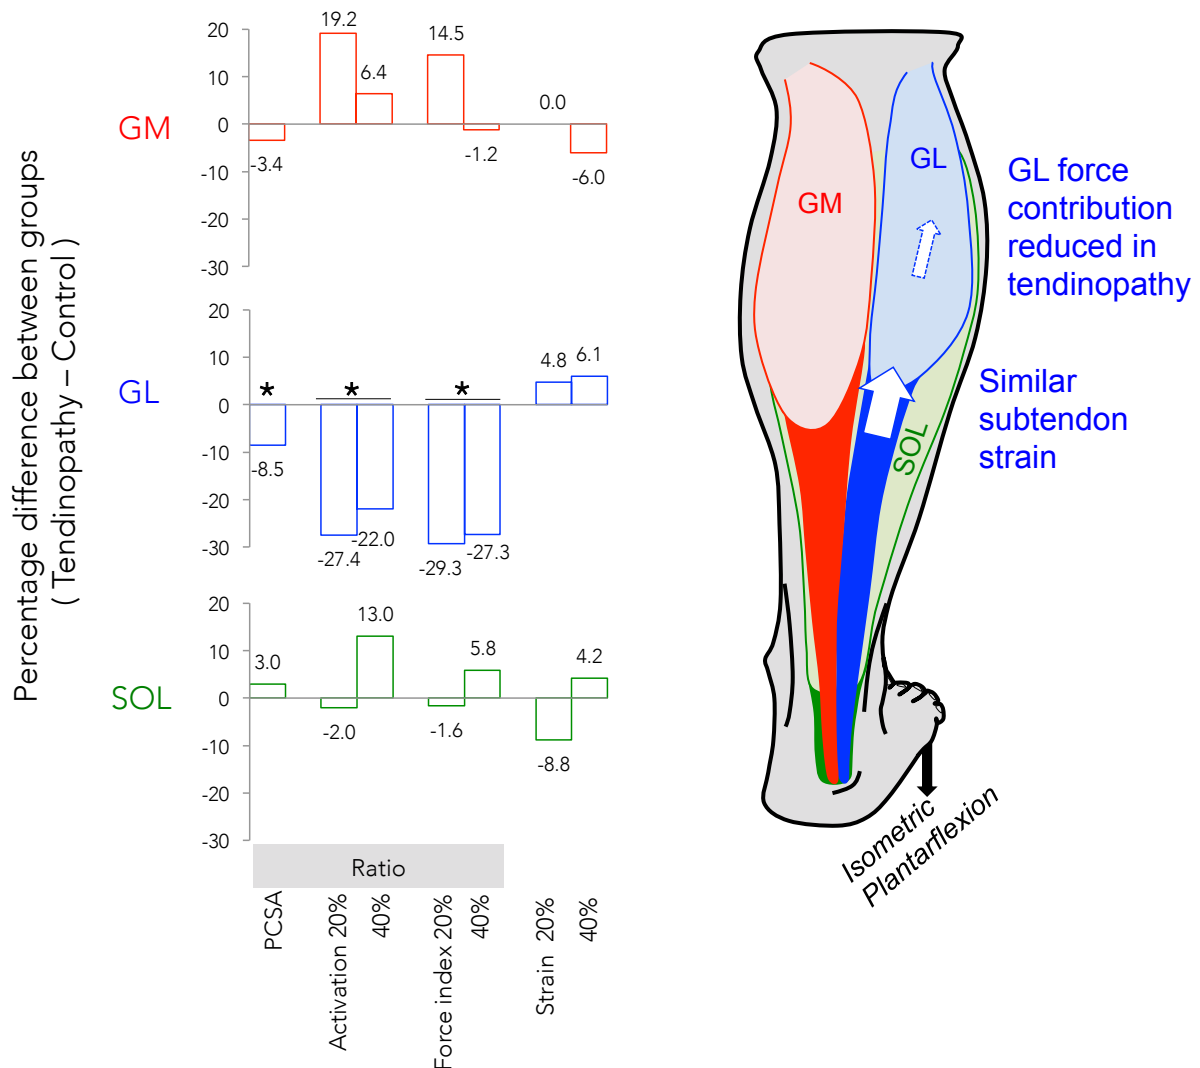 Percentage difference between groups
( Tendinopathy – Control )
GM
20
10
0
-10
-20
-30
-3.4
19.2
6.4
14.5
-1.2
0.0
-6.0
GL
20
10
0
-10
-20
-30
*
*
*
-8.5
-27.4
-22.0
-29.3
-27.3
4.8
6.1
SOL
20
10
0
-10
-20
-30
3.0
-2.0
13.0
-1.6
5.8
-8.8
4.2
Ratio
PCSA
Activation 20%
40%
Force index 20%
40%
Strain 20%
40%
GM
GL
SOL
GL force
contribution
reduced in
tendinopathy
Similar
subtendon
strain
Isometric
Plantarflexion